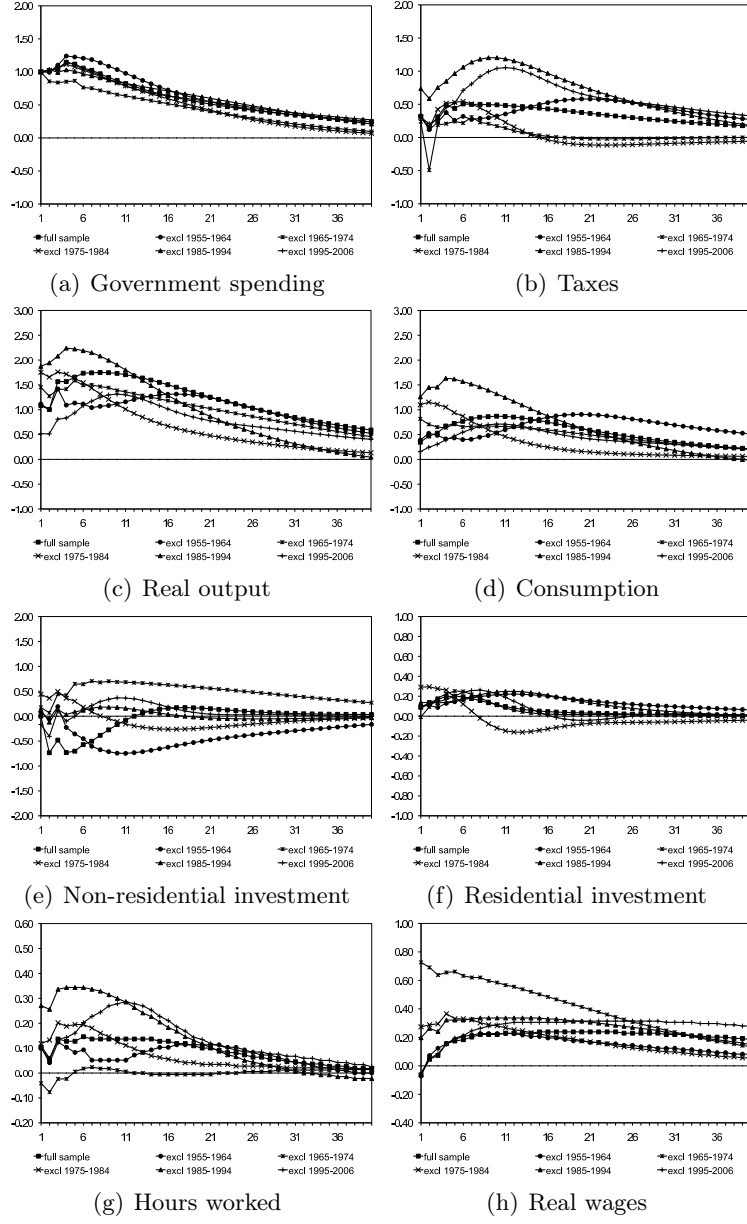 1.50
1.00
0.50
0.00
-0.50
-1.00
1 6 11 16 21 26 31 36
full sample excl 1955-1964 excl 1965-1974
excl 1975-1984 excl 1985-1994 excl 1995-2006
(a) Government spending
1.50
1.00
0.50
0.00
-0.50
-1.00
1 6 11 16 21 26 31 36
full sample excl 1955-1964 excl 1965-1974
excl 1975-1984 excl 1985-1994 excl 1995-2006
(b) Taxes
3.00
2.50
2.00
1.50
1.00
0.50
0.00
-0.50
-1.00
1 6 11 16 21 26 31 36
full sample excl 1955-1964 excl 1965-1974
excl 1975-1984 excl 1985-1994 excl 1995-2006
(c) Real output
3.00
2.50
2.00
1.50
1.00
0.50
0.00
-0.50
-1.00
1 6 11 16 21 26 31 36
full sample excl 1955-1964 excl 1965-1974
excl 1975-1984 excl 1985-1994 excl 1995-2006
(d) Consumption
2.00
1.50
1.00
0.50
0.00
-0.50
-1.00
-1.50
-2.00
1 6 11 16 21 26 31 36
full sample excl 1955-1964 excl 1965-1974
excl 1975-1984 excl 1985-1994 excl 1995-2006
(e) Non-residential investment
1.00
0.80
0.60
0.40
0.20
0.00
-0.20
-0.40
-0.60
-0.80
-1.00
1 6 11 16 21 26 31 36
full sample excl 1955-1964 excl 1965-1974
excl 1975-1984 excl 1985-1994 excl 1995-2006
(f) Residential investment
0.60
0.50
0.40
0.30
0.20
0.10
0.00
-0.10
-0.20
1 6 11 16 21 26 31 36
full sample excl 1955-1964 excl 1965-1974
excl 1975-1984 excl 1985-1994 excl 1995-2006
(g) Hours worked
1.00
0.80
0.60
0.40
0.20
0.00
-0.20
-0.40
1 6 11 16 21 26 31 36
full sample excl 1955-1964 excl 1965-1974
excl 1975-1984 excl 1985-1994 excl 1995-2006
(h) Real wages